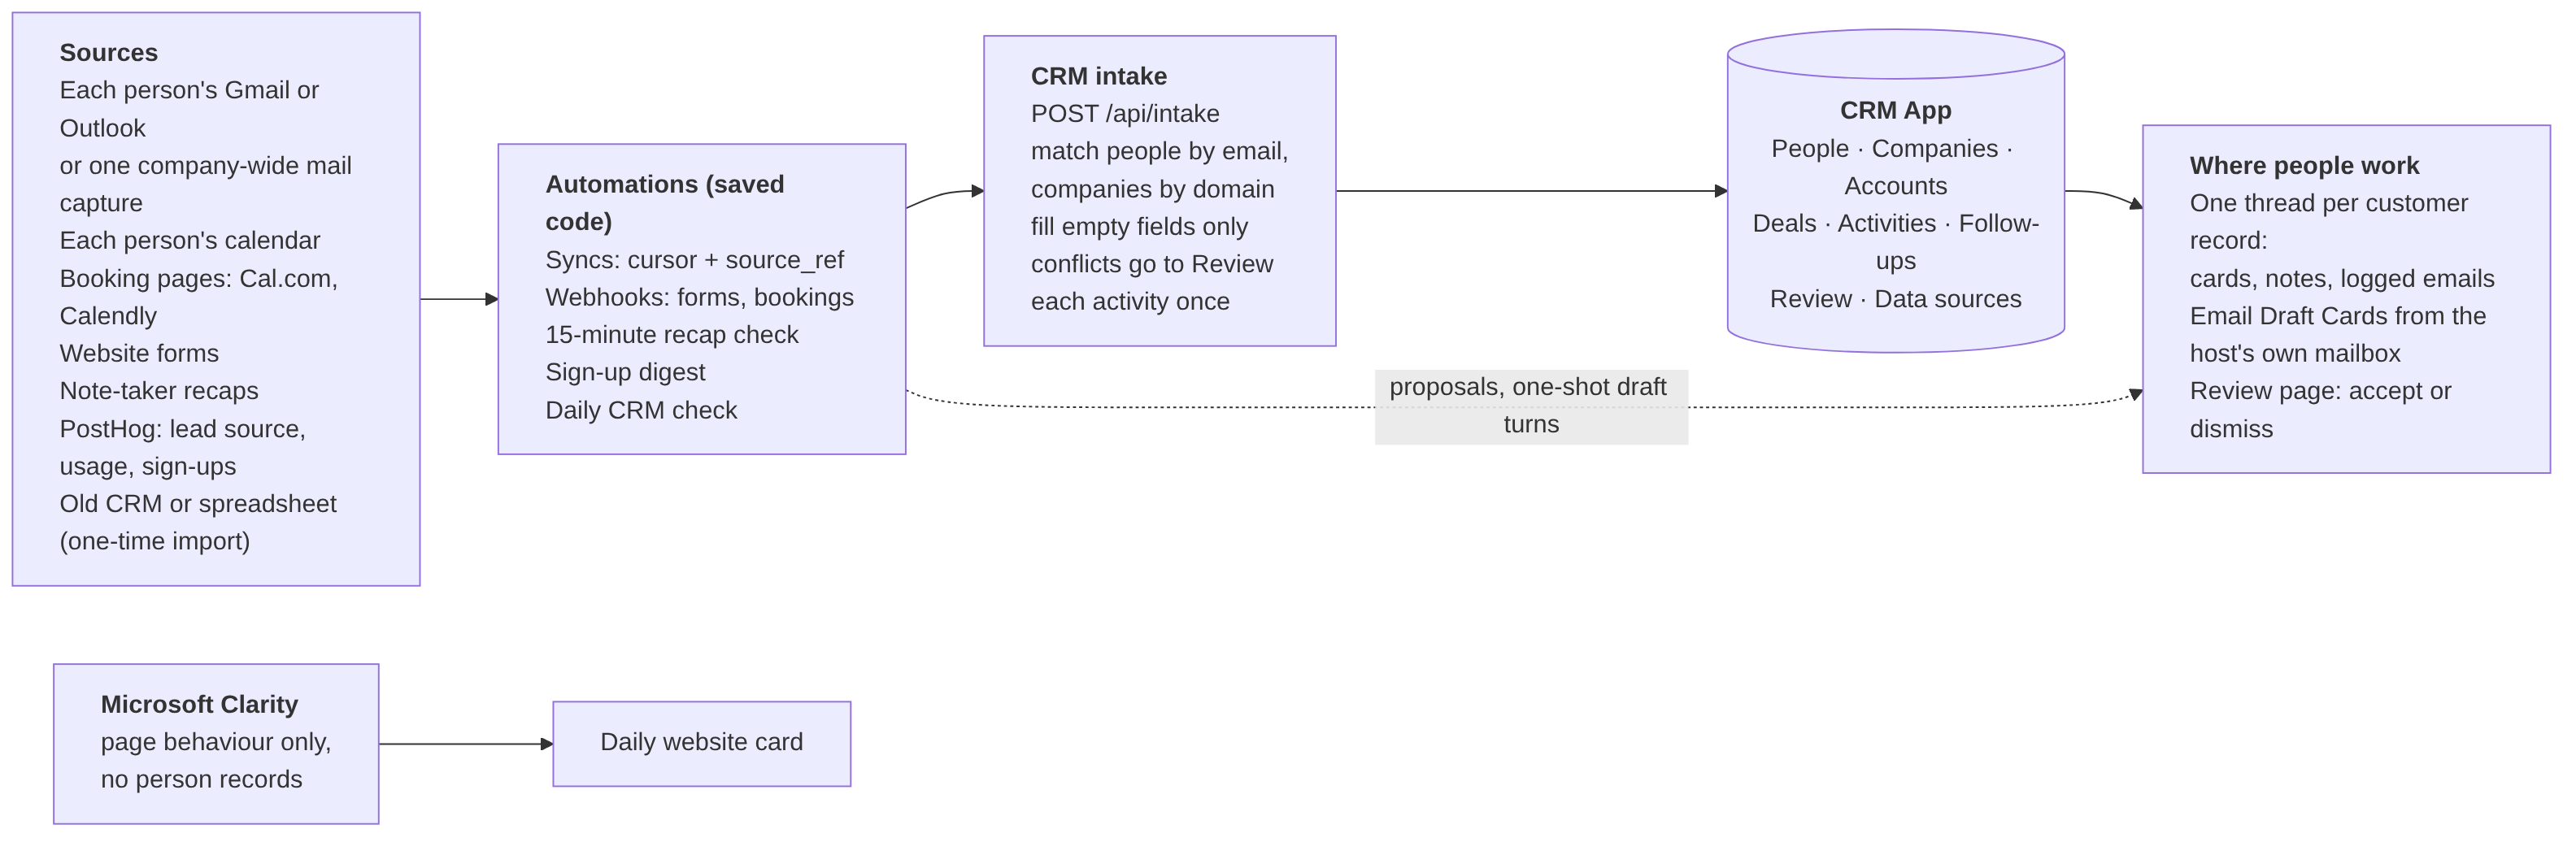 Sources
Each person's Gmail or
Outlook
or one company-wide mail
capture
Each person's calendar
Booking pages: Cal.com,
Calendly
Website forms
Note-taker recaps
PostHog: lead source,
usage, sign-ups
Old CRM or spreadsheet
(one-time import)
Automations (saved
code)
Syncs: cursor + source_ref
Webhooks: forms, bookings
15-minute recap check
Sign-up digest
Daily CRM check
CRM intake
POST /api/intake
match people by email,
companies by domain
fill empty fields only
conflicts go to Review
each activity once
CRM App
People · Companies ·
Accounts
Deals · Activities · Follow-
ups
Review · Data sources
proposals, one-shot draft
turns
Where people work
One thread per customer
record:
cards, notes, logged emails
Email Draft Cards from the
host's own mailbox
Review page: accept or
dismiss
Microsoft Clarity
page behaviour only,
no person records
Daily website card